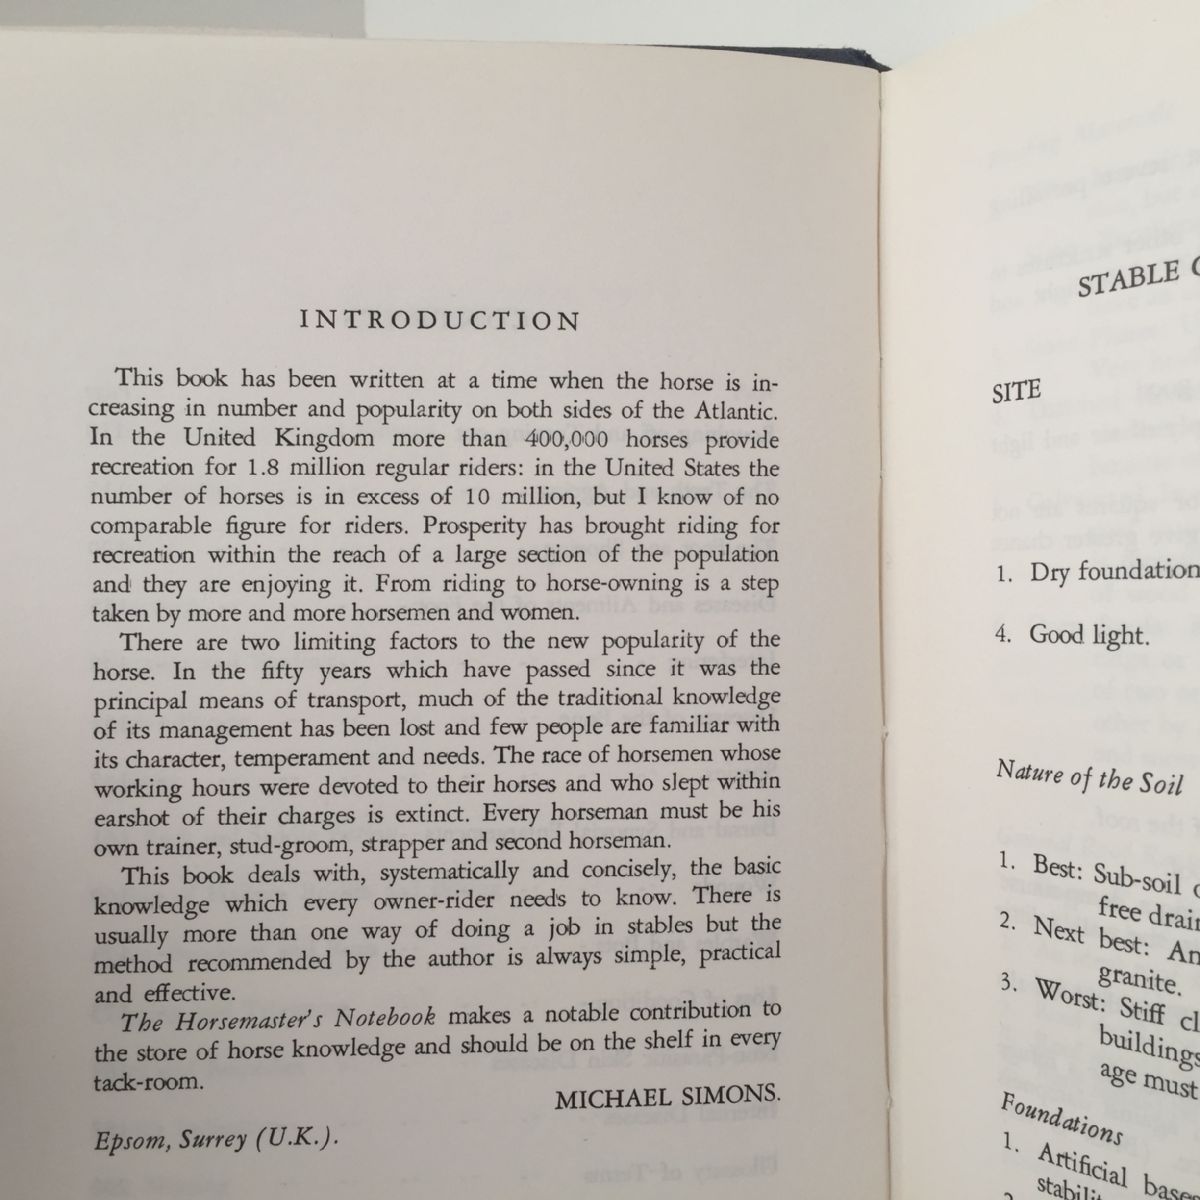 INTRODUCTION
This book has been written at a time when the horse is in-
creasing in number and popularity on both sides of the Atlantic.
In the United Kingdom more than 400,000 horses provide
recreation for 1.8 million regular riders: in the United States the
number of horses is in excess of 10 million, but I know of no
comparable figure for riders. Prosperity has brought riding for
recreation within the reach of a large section of the population
and they are enjoying it. From riding to horse-owning is a step
taken by more and more horsemen and women.
There are two limiting factors to the new popularity of the
horse. In the fifty years which have passed since it was the
principal means of transport, much of the traditional knowledge
of its management has been lost and few people are familiar with
its character, temperament and needs. The race of horsemen whose
working hours were devoted to their horses and who slept within
earshot of their charges is extinct. Every horseman must be his
own trainer, stud-groom, strapper and second horseman.
This book deals with, systematically and concisely, the basic
knowledge which every owner-rider needs to know. There is
usually more than one way of doing a job in stables but the
method recommended by the author is always simple, practical
and effective.
The Horsemaster's Notebook makes a notable contribution to
the store of horse knowledge and should be on the shelf in every
tack-room.
MICHAEL SIMONS.
Epsom, Surrey (U.K.).
STABLE
SITE
1. Dry foundation
4. Good light.
Nature of the Soil
1. Best: Sub-soil
free
2. Next best:
granite.
3. Worst: Stiff
buildings
age must
Foundations
1. Artificial